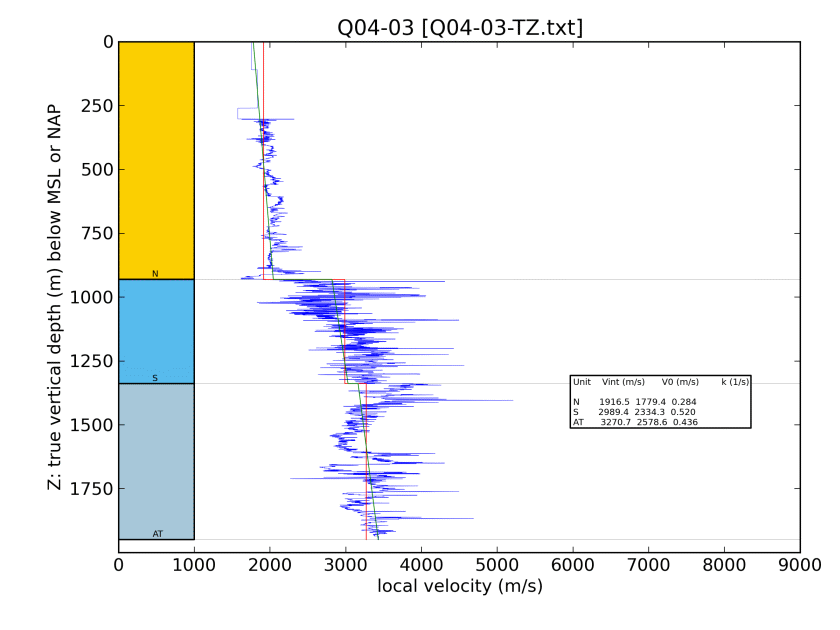 Q04-03 [Q04-03-TZ.txt]
Z: true vertical depth (m) below MSL or NAP
0
250
500
750
1000
1250
1500
1750
N
S
AT
Unit Vint (m/s) V0 (m/s) k (1/s)
N 1916.5 1779.4 0.284
S 2989.4 2334.3 0.520
AT 3270.7 2578.6 0.436
0 1000 2000 3000 4000 5000 6000 7000 8000 9000
local velocity (m/s)